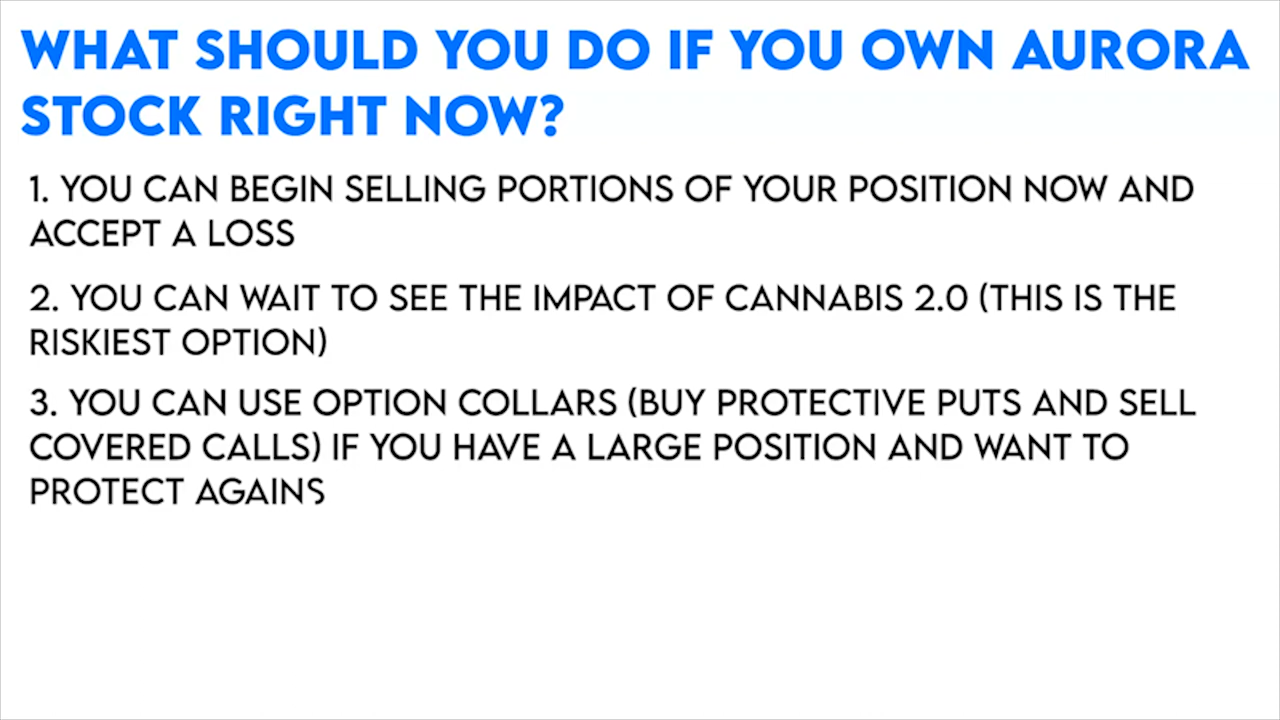 WHAT SHOULD YOU DO IF YOU OWN AURORA
STOCK RIGHT NOW?
1. YOU CAN BEGIN SELLING PORTIONS OF YOUR POSITION NOW AND
ACCEPT A LOSS
2. YOU CAN WAIT TO SEE THE IMPACT OF CANNABIS 2.0 (THIS IS THE
RISKIEST OPTION)
3. YOU CAN USE OPTION COLLARS (BUY PROTECTIVE PUTS AND SELL
COVERED CALLS) IF YOU HAVE A LARGE POSITION AND WANT TO
PROTECT AGAINS